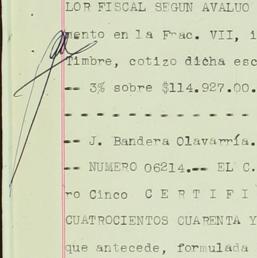 LOR FISCAL SEGUN AVALUO
mento en la Frac. VII, i
Timbre, cotizo dicha esc
-- 3% sobre $114.927.00.
- - - - - - - - - - - -
-- J. Bandera Olavarría.
-- NUMERO 06214.-- EL C.
ro Cinco C E R T I F I
CUATROCIENTOS CUARENTA Y
que antecede, formulada